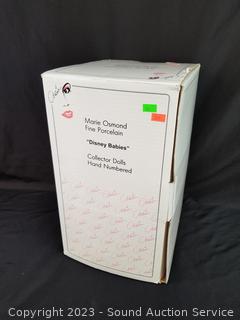 Marie Osmond
Fine Porcelain
"Disney Babies"
Collector Dolls
Hand Numbered
Copyright 2023 - Sound Auction Service